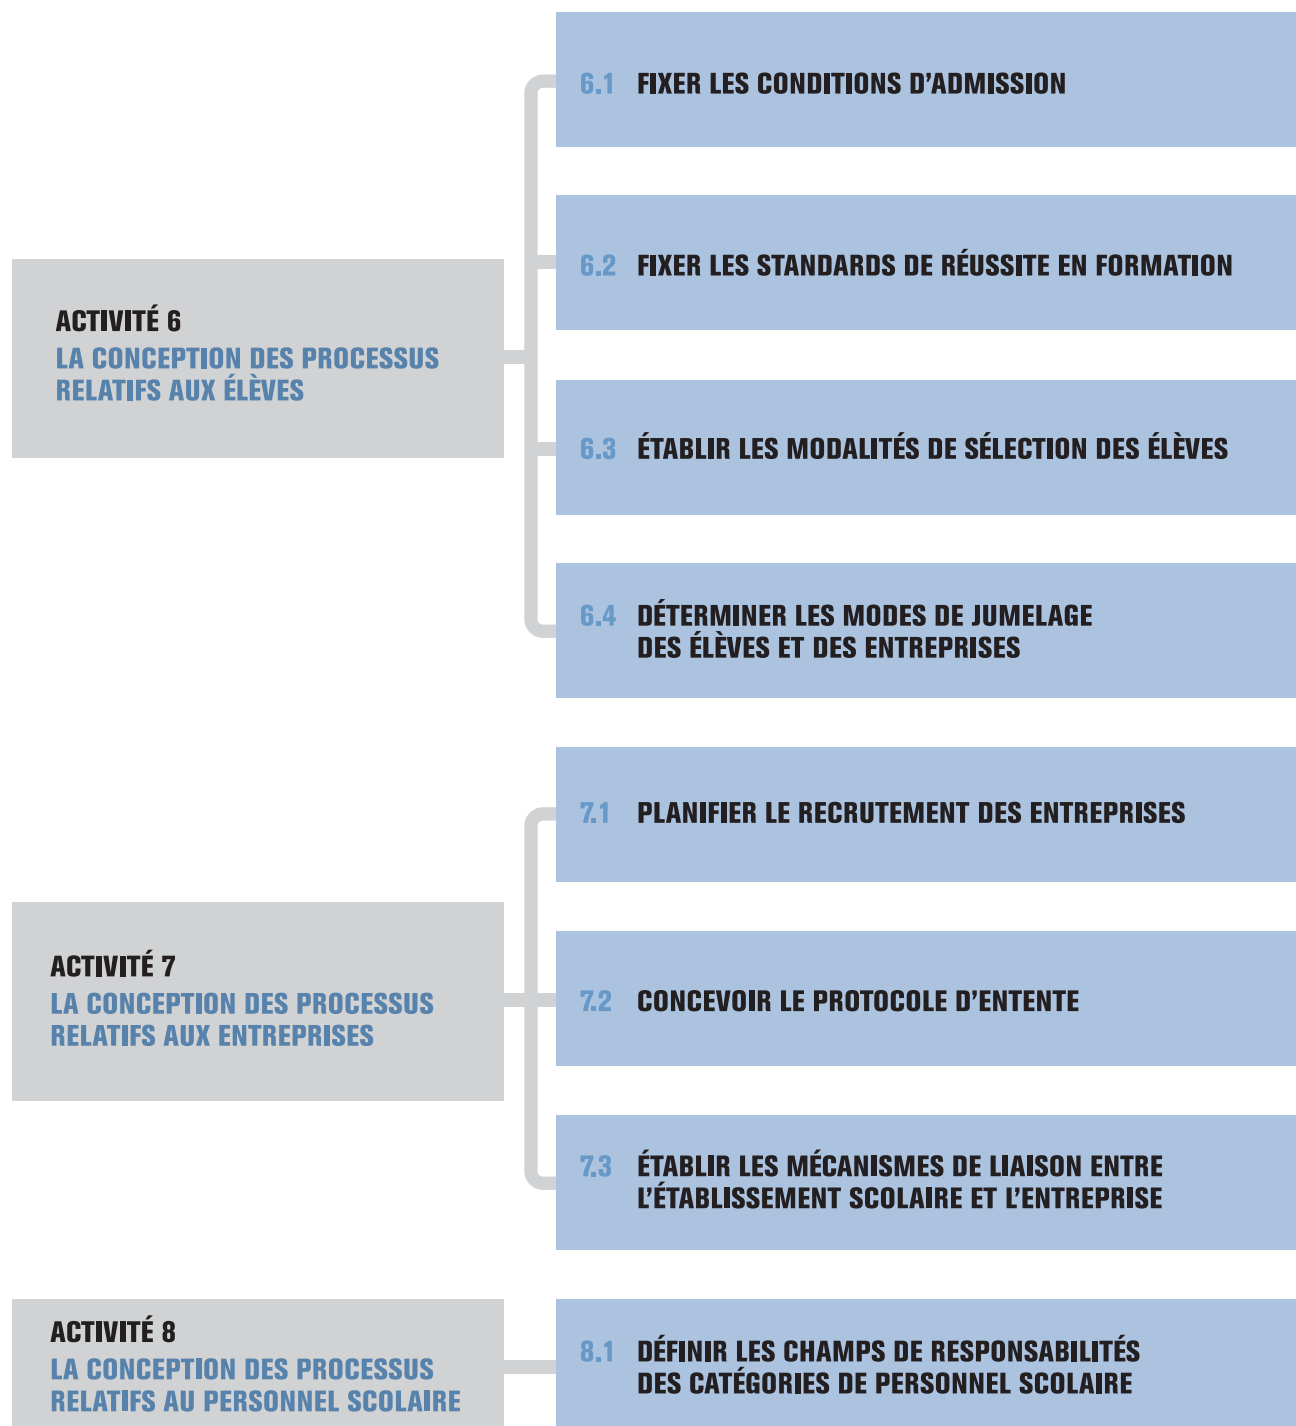 ACTIVITÉ 6
LA CONCEPTION DES PROCESSUS
RELATIFS AUX ÉLÈVES
6.1 FIXER LES CONDITIONS D’ADMISSION
6.2 FIXER LES STANDARDS DE RÉUSSITE EN FORMATION
6.3 ÉTABLIR LES MODALITÉS DE SÉLECTION DES ÉLÈVES
6.4 DÉTERMINER LES MODES DE JUMELAGE
DES ÉLÈVES ET DES ENTREPRISES
ACTIVITÉ 7
LA CONCEPTION DES PROCESSUS
RELATIFS AUX ENTREPRISES
7.1 PLANIFIER LE RECRUTEMENT DES ENTREPRISES
7.2 CONCEVOIR LE PROTOCOLE D’ENTENTE
7.3 ÉTABLIR LES MÉCANISMES DE LIAISON ENTRE
L’ÉTABLISSEMENT SCOLAIRE ET L’ENTREPRISE
ACTIVITÉ 8
LA CONCEPTION DES PROCESSUS
RELATIFS AU PERSONNEL SCOLAIRE
8.1 DÉFINIR LES CHAMPS DE RESPONSABILITÉS
DES CATÉGORIES DE PERSONNEL SCOLAIRE